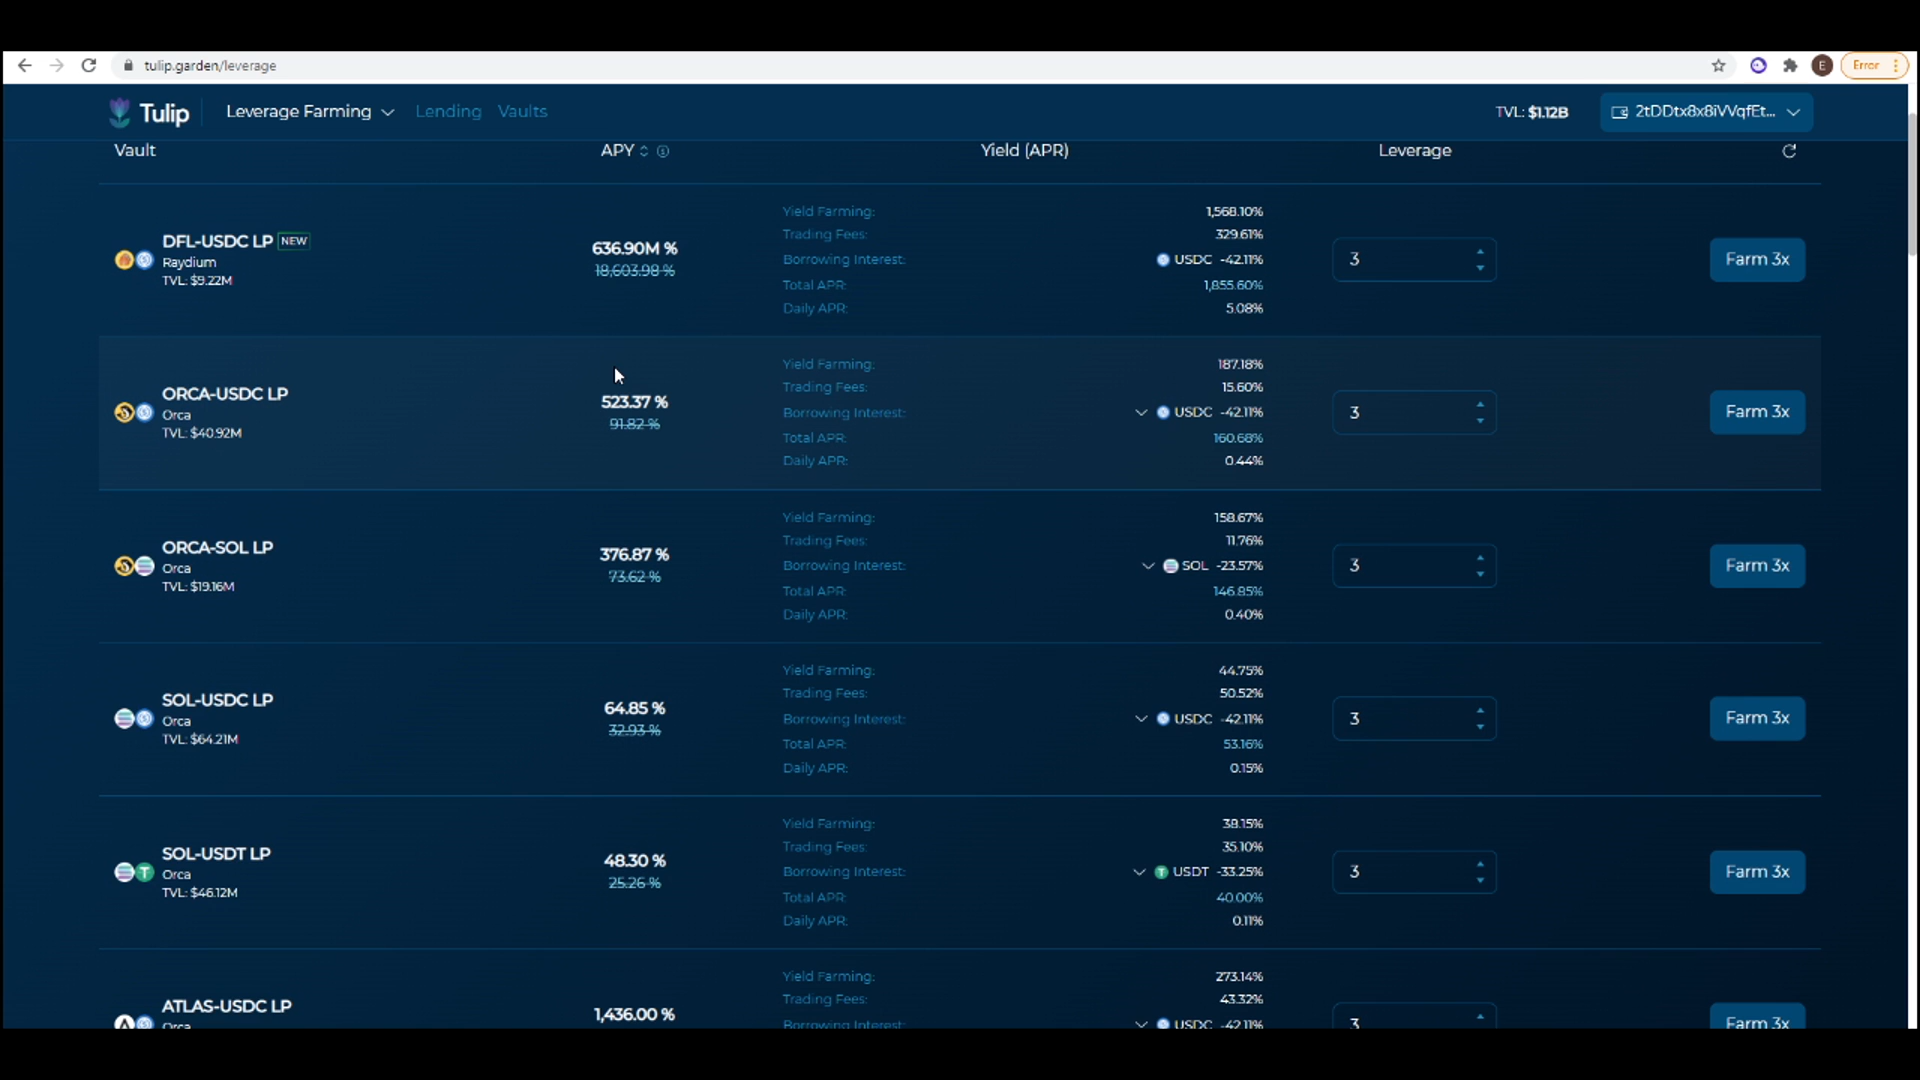 tulip.garden/leverage
E
Error
Tulip
Leverage Farming
Lending
Vaults
TVL: $1.12B
Vault
APY
Yield (APR)
Leverage
DFL-USDC LP NEW
Raydium
TVL: $9.22M
636.90M %
18,603.98 %
Yield Farming: 1,568.10%
Trading Fees: 329.61%
Borrowing Interest: USDC -42.11%
Total APR: 1,855.60%
Daily APR: 5.08%
3
Farm 3x
ORCA-USDC LP
Orca
TVL: $40.92M
523.37 %
91.82 %
Yield Farming: 187.18%
Trading Fees: 15.60%
Borrowing Interest: USDC -42.11%
Total APR: 160.68%
Daily APR: 0.44%
3
Farm 3x
ORCA-SOL LP
Orca
TVL: $19.16M
376.87 %
73.62 %
Yield Farming: 158.67%
Trading Fees: 11.76%
Borrowing Interest: SOL -23.57%
Total APR: 146.85%
Daily APR: 0.40%
3
Farm 3x
SOL-USDC LP
Orca
TVL: $64.21M
64.85 %
32.93 %
Yield Farming: 44.75%
Trading Fees: 50.52%
Borrowing Interest: USDC -42.11%
Total APR: 53.16%
Daily APR: 0.15%
3
Farm 3x
SOL-USDT LP
Orca
TVL: $46.12M
48.30 %
25.26 %
Yield Farming: 38.15%
Trading Fees: 35.10%
Borrowing Interest: USDT -33.25%
Total APR: 40.00%
Daily APR: 0.11%
3
Farm 3x
ATLAS-USDC LP
Orca
1,436.00 %
Yield Farming: 273.14%
Trading Fees: 43.32%
Borrowing Interest: USDC -42.11%
3
Farm 3x